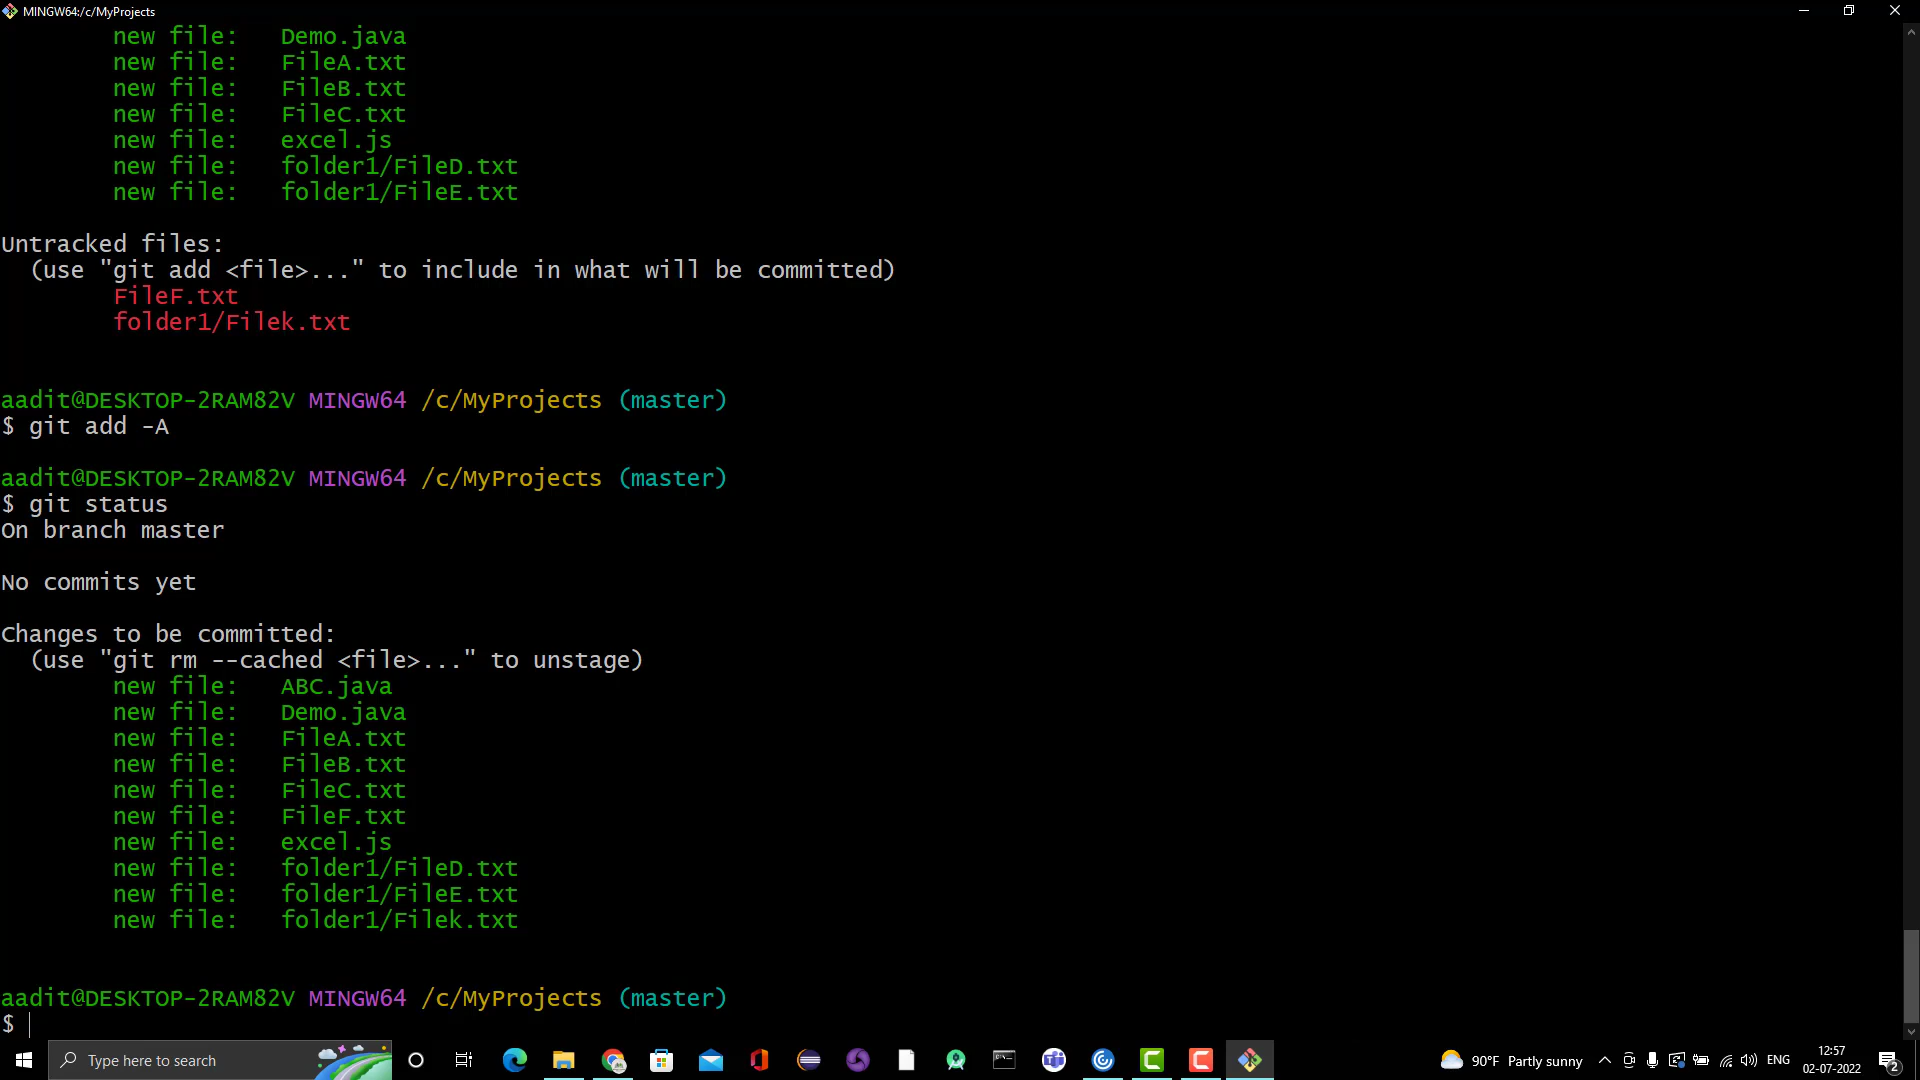 MINGW64:/c/MyProjects
new file:   Demo.java
new file:   FileA.txt
new file:   FileB.txt
new file:   FileC.txt
new file:   excel.js
new file:   folder1/FileD.txt
new file:   folder1/FileE.txt
Untracked files:
(use "git add <file>..." to include in what will be committed)
FileF.txt
folder1/Filek.txt
aadit@DESKTOP-2RAM82V MINGW64 /c/MyProjects (master)
$ git add -A
aadit@DESKTOP-2RAM82V MINGW64 /c/MyProjects (master)
$ git status
On branch master
No commits yet
Changes to be committed:
(use "git rm --cached <file>..." to unstage)
new file:   ABC.java
new file:   Demo.java
new file:   FileA.txt
new file:   FileB.txt
new file:   FileC.txt
new file:   FileF.txt
new file:   excel.js
new file:   folder1/FileD.txt
new file:   folder1/FileE.txt
new file:   folder1/Filek.txt
aadit@DESKTOP-2RAM82V MINGW64 /c/MyProjects (master)
$
Type here to search
90°F Partly sunny
ENG
12:57
02-07-2022
2